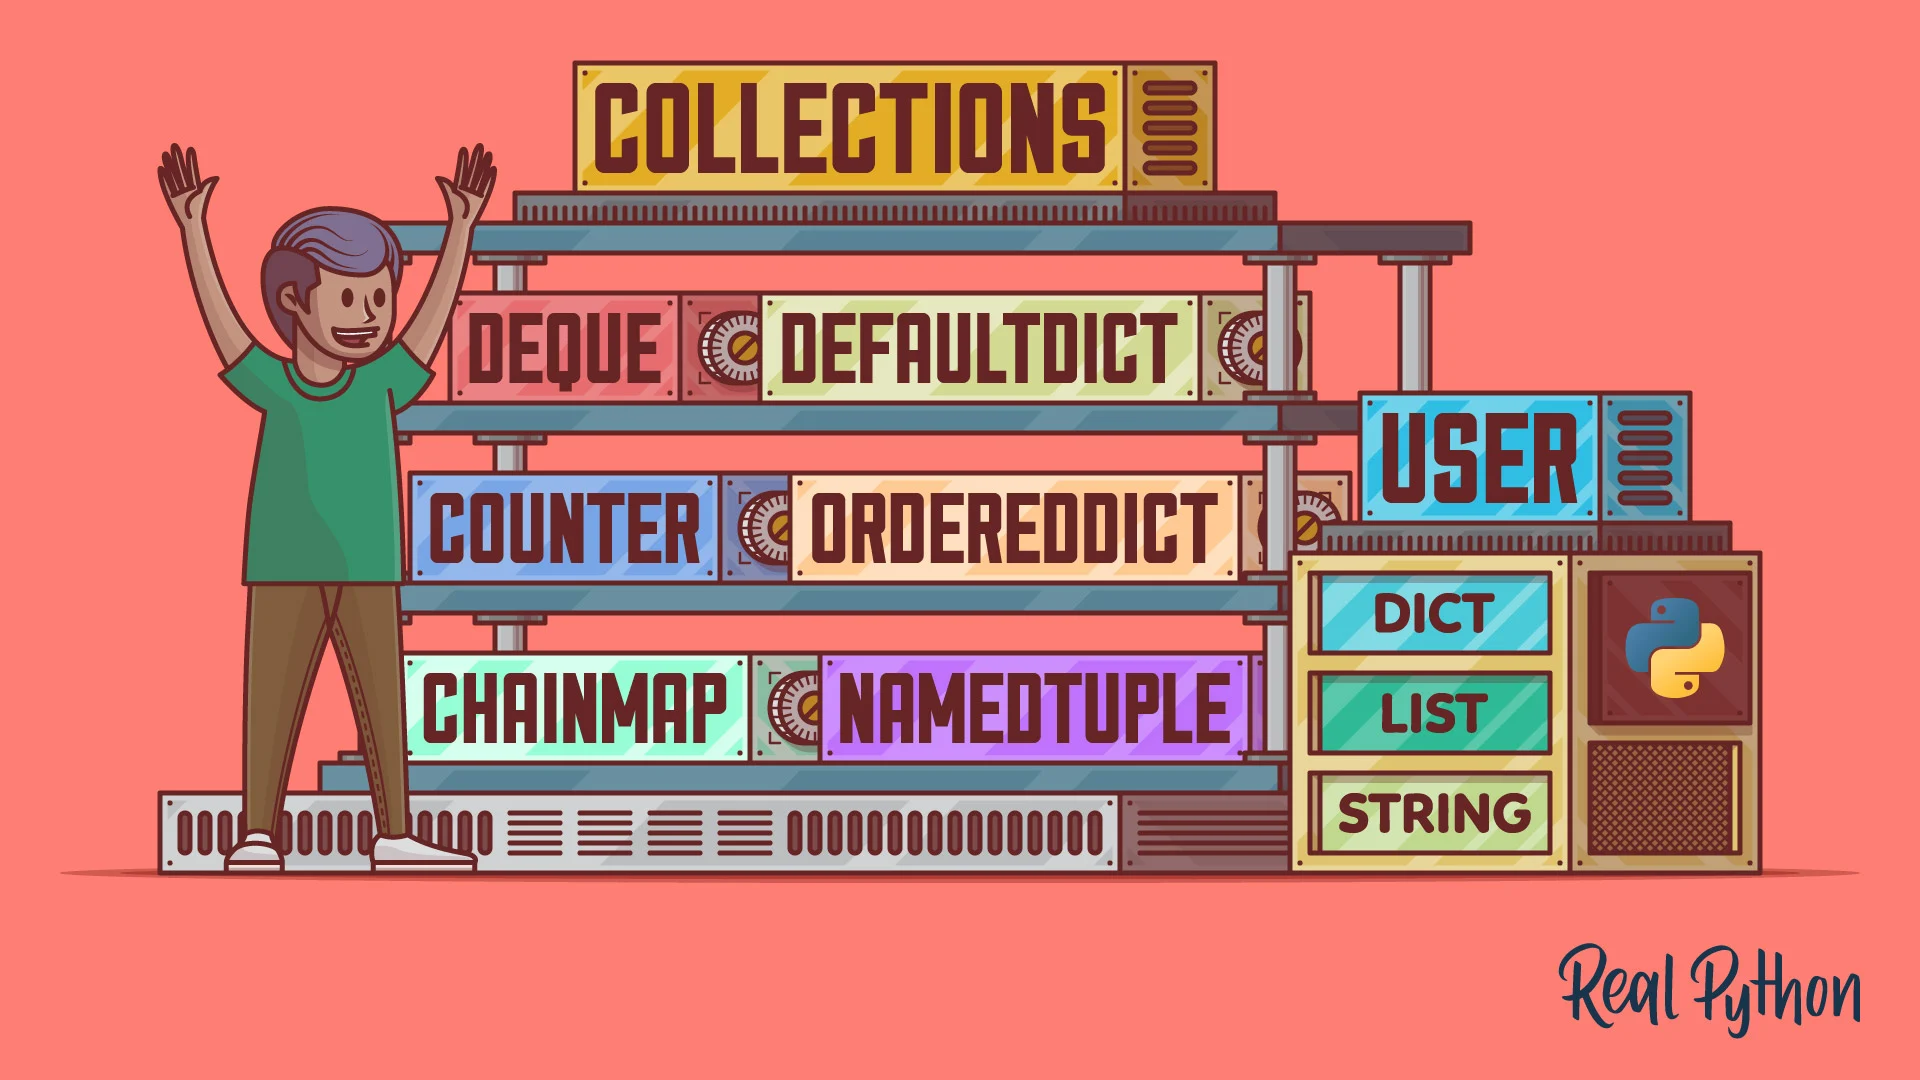 COLLECTIONS
DEQUE DEFAULTDICT
COUNTER ORDEREDDICT
CHAINMAP NAMEDTUPLE
USER
DICT
LIST
STRING
Real Python